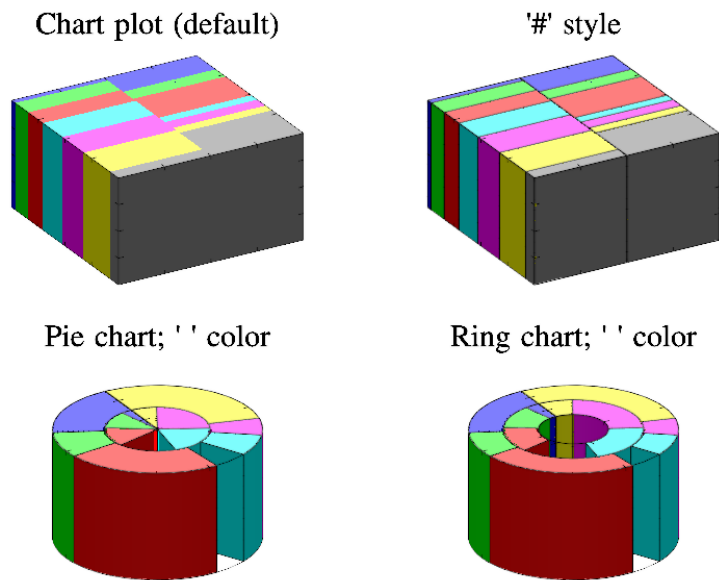 Chart plot (default)
'#' style
Pie chart; ' ' color
Ring chart; ' ' color